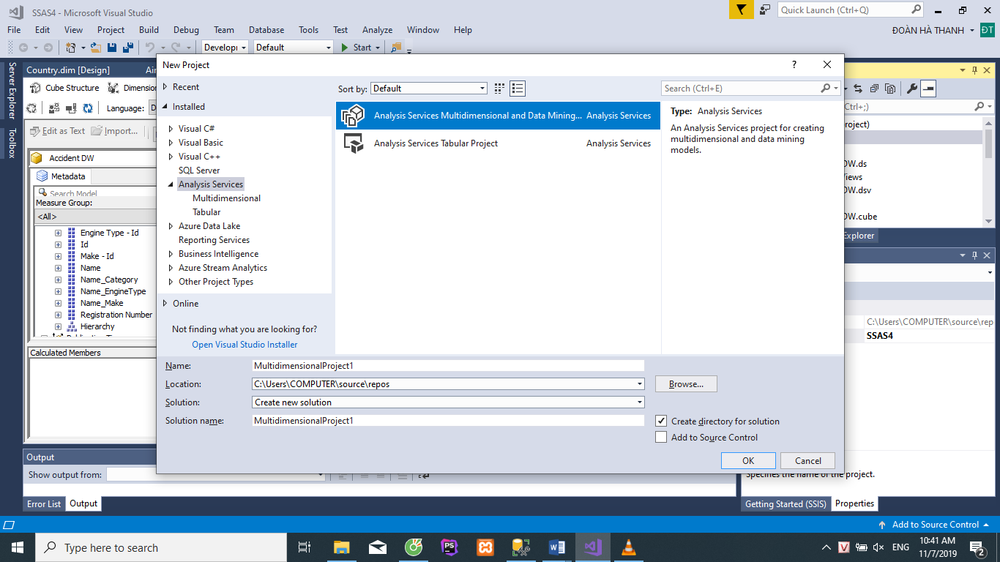 SSAS4 - Microsoft Visual Studio
Quick Launch (Ctrl+Q)
File Edit View Project Build Debug Team Database Tools Test Analyze Window Help
ĐOÀN HÀ THANH ĐT
Develop Default Start
Server Explorer
Toolbox
Country.dim [Design]
Cube Structure
Language:
Edit as Text Import...
Accident DW
Metadata
Search Model
Measure Group:
<All>
Engine Type - Id
Id
Make - Id
Name
Name_Category
Name_EngineType
Name_Make
Registration Number
Hierarchy
Calculated Members
New Project
?
Recent
Installed
Visual C#
Visual Basic
Visual C++
SQL Server
Analysis Services
Multidimensional
Tabular
Azure Data Lake
Reporting Services
Business Intelligence
Azure Stream Analytics
Other Project Types
Online
Not finding what you are looking for?
Open Visual Studio Installer
Sort by: Default
Analysis Services Multidimensional and Data Mining... Analysis Services
Analysis Services Tabular Project Analysis Services
Search (Ctrl+E)
Type: Analysis Services
An Analysis Services project for creating
multidimensional and data mining
models.
Name: MultidimensionalProject1
Location: C:\Users\COMPUTER\source\repos
Browse...
Solution: Create new solution
Solution name: MultidimensionalProject1
Create directory for solution
Add to Source Control
OK Cancel
trl+;)
oject)
OW.ds
iews
OW.dsv
OW.cube
Explorer
C:\Users\COMPUTER\source\rep
SSAS4
Specifies the name of the project.
Getting Started (SSIS) Properties
Output
Show output from:
Error List Output
Add to Source Control
Type here to search
PS
W
V
ENG
10:41 AM
11/7/2019
2